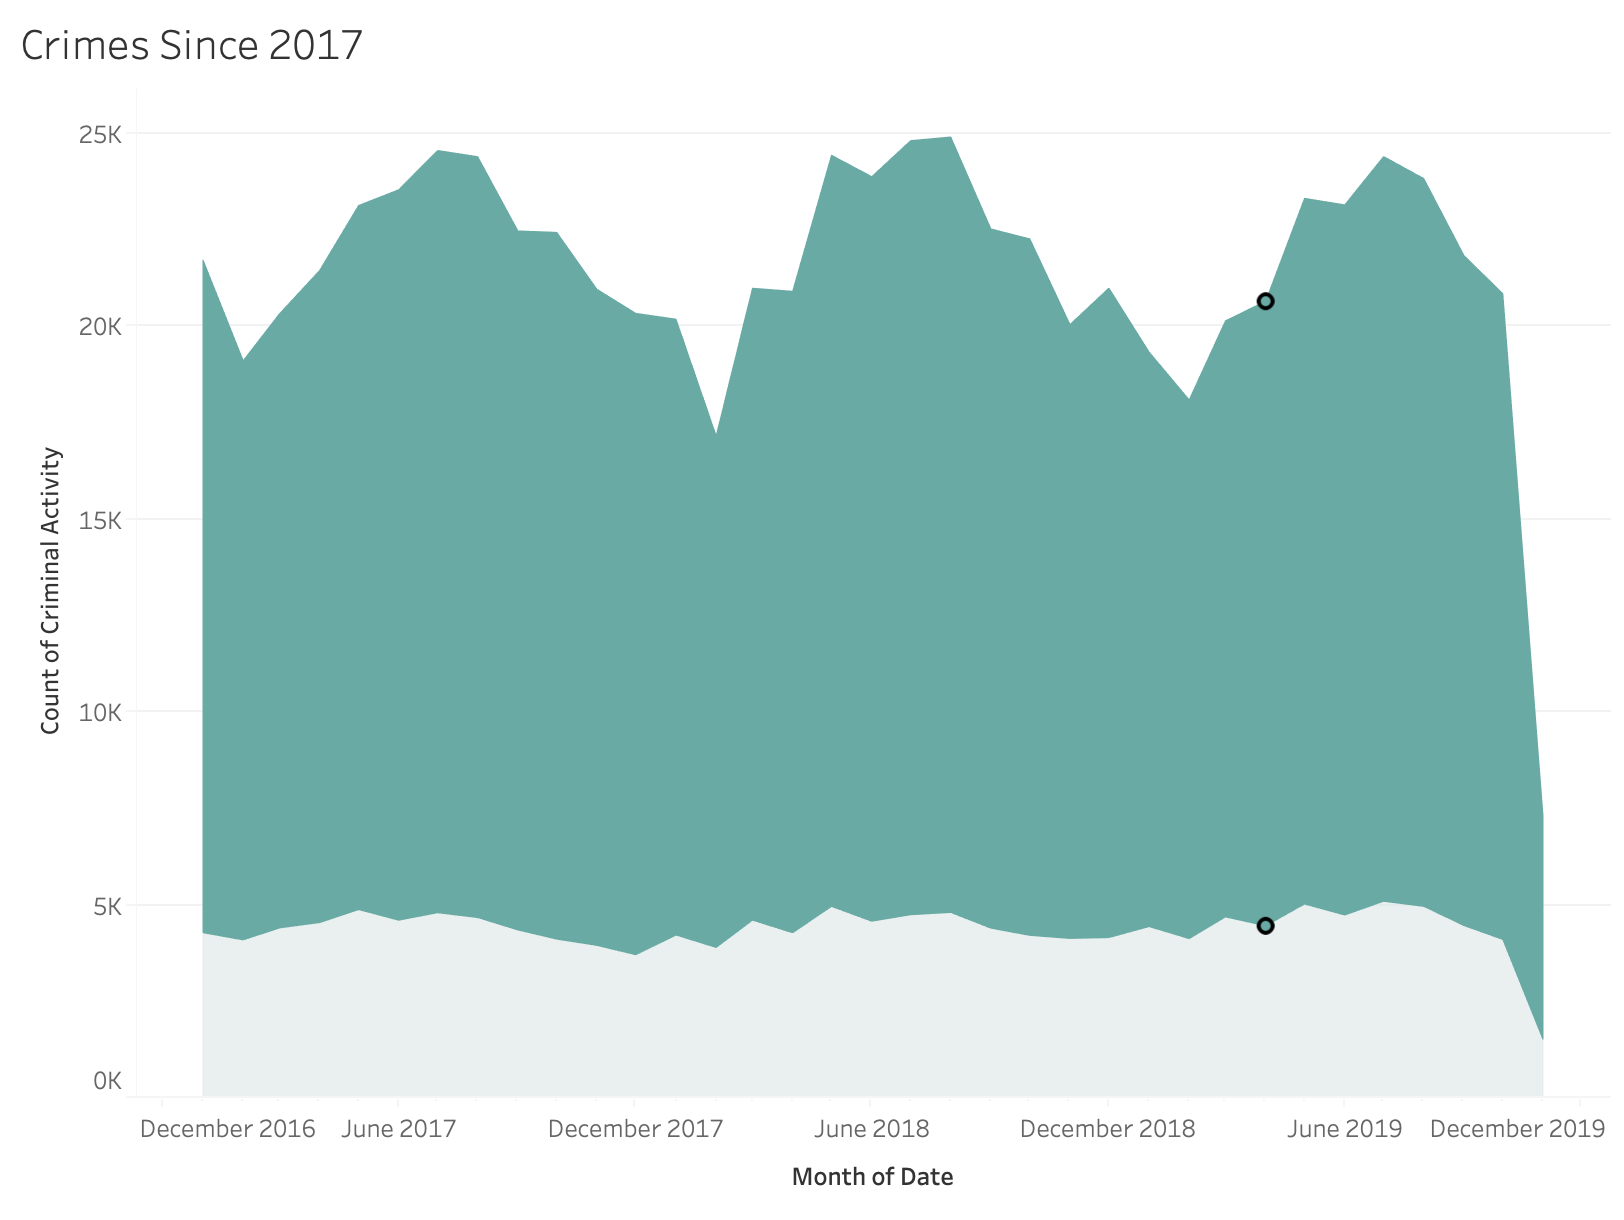 Crimes Since 2017
25K
20K
15K
10K
5K
0K
Count of Criminal Activity
December 2016 June 2017 December 2017 June 2018 December 2018 June 2019 December 2019
Month of Date